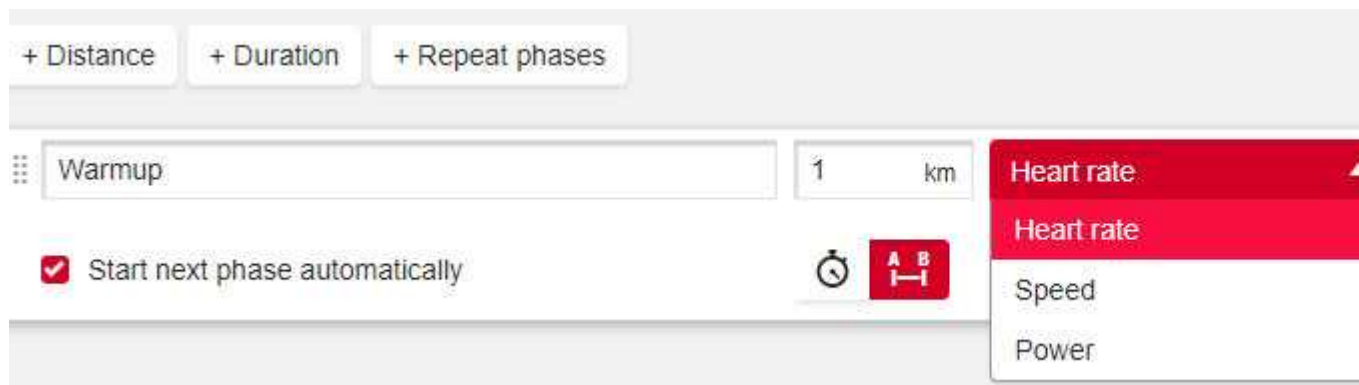 + Distance + Duration + Repeat phases
Warmup 1 km Heart rate
Heart rate
Start next phase automatically A B
Speed
Power